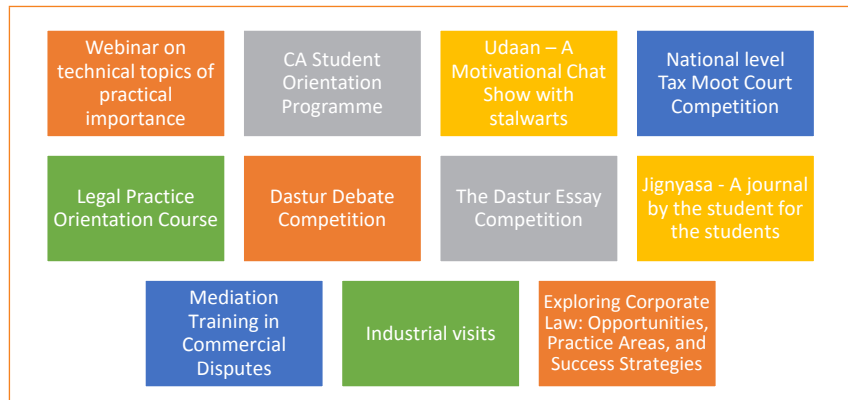 Webinar on
technical topics of
practical
importance
CA Student
Orientation
Programme
Udaan – A
Motivational Chat
Show with
stalwarts
National level
Tax Moot Court
Competition
Legal Practice
Orientation Course
Dastur Debate
Competition
The Dastur Essay
Competition
Jignyasa - A journal
by the student for
the students
Mediation
Training in
Commercial
Disputes
Industrial visits
Exploring Corporate
Law: Opportunities,
Practice Areas, and
Success Strategies